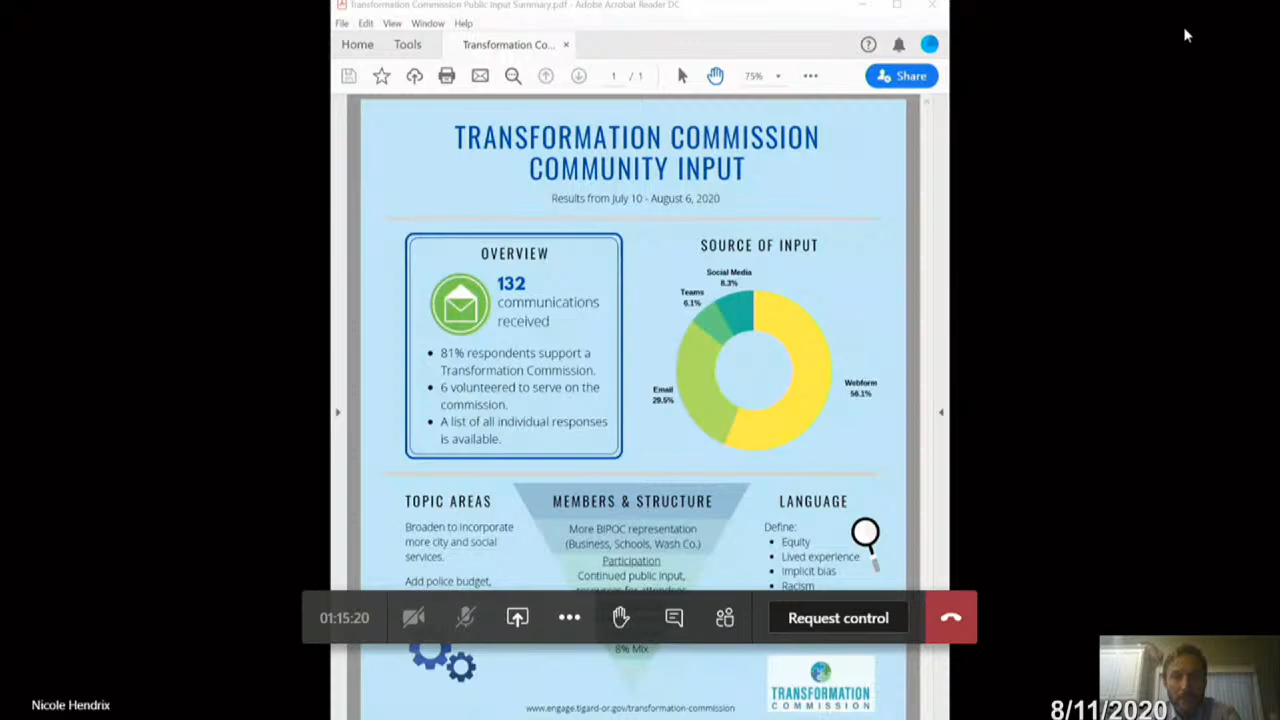 Transformation Commission Public Input Summary.pdf - Adobe Acrobat Reader DC
File Edit View Window Help
Home Tools Transformation Co... ×
1 / 1 75% Share
TRANSFORMATION COMMISSION
COMMUNITY INPUT
Results from July 10 - August 6, 2020
OVERVIEW
132
communications
received
• 81% respondents support a
Transformation Commission.
• 6 volunteered to serve on the
commission.
• A list of all individual responses
is available.
SOURCE OF INPUT
Social Media
8.3%
Teams
6.1%
Email
29.5%
Webform
56.1%
TOPIC AREAS
Broaden to incorporate
more city and social
services.
Add police budget,
MEMBERS & STRUCTURE
More BIPOC representation
(Business, Schools, Wash Co.)
Participation
Continued public input,
resources for attendees
8% Mix
LANGUAGE
Define:
• Equity
• Lived experience
• Implicit bias
• Racism
01:15:20 Request control
TRANSFORMATION
COMMISSION
www.engage.tigard-or.gov/transformation-commission
Nicole Hendrix
8/11/2020